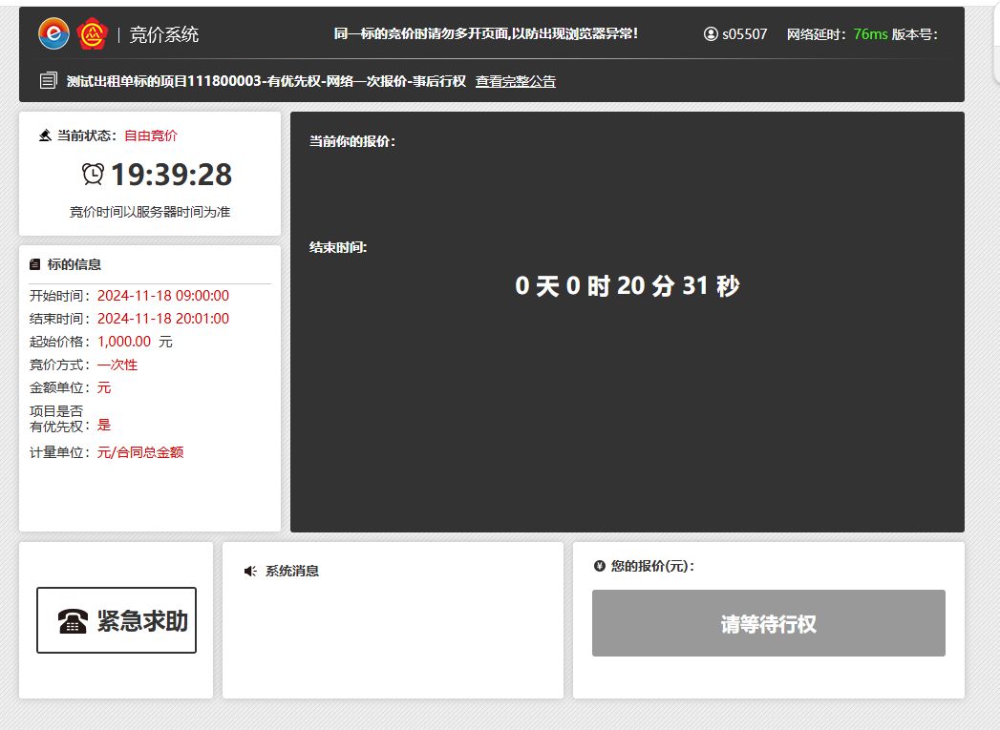 竞价系统
同一标的竞价时请勿多开页面,以防出现浏览器异常!
s05507 网络延时：76ms 版本号：
测试出租单标的项目111800003-有优先权-网络一次报价-事后行权 查看完整公告
当前状态：自由竞价
19:39:28
竞价时间以服务器时间为准
标的信息
开始时间：2024-11-18 09:00:00
结束时间：2024-11-18 20:01:00
起始价格：1,000.00 元
竞价方式：一次性
金额单位：元
项目是否
有优先权：是
计量单位：元/合同总金额
当前你的报价：
结束时间:
0 天 0 时 20 分 31 秒
紧急求助
系统消息
您的报价(元)：
请等待行权